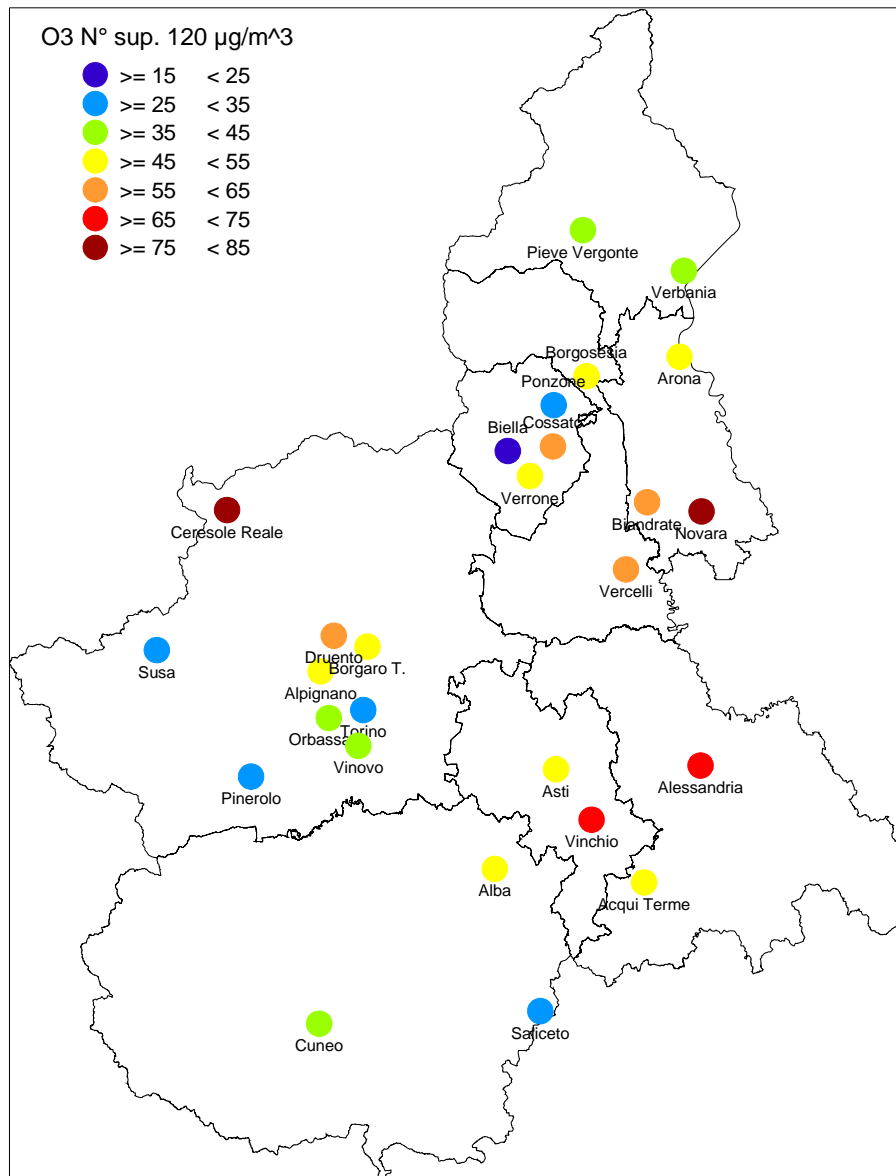 O3 N° sup. 120 µg/m^3
>= 15 < 25
>= 25 < 35
>= 35 < 45
>= 45 < 55
>= 55 < 65
>= 65 < 75
>= 75 < 85
Pieve Vergonte
Verbania
Borgosesia
Arona
Ponzone
Cossato
Biella
Verrone
Ceresole Reale
Biandrate
Novara
Vercelli
Druento
Borgaro T.
Susa
Alpignano
Torino
Orbassa
Vinovo
Pinerolo
Asti
Alessandria
Vinchio
Alba
Acqui Terme
Saliceto
Cuneo